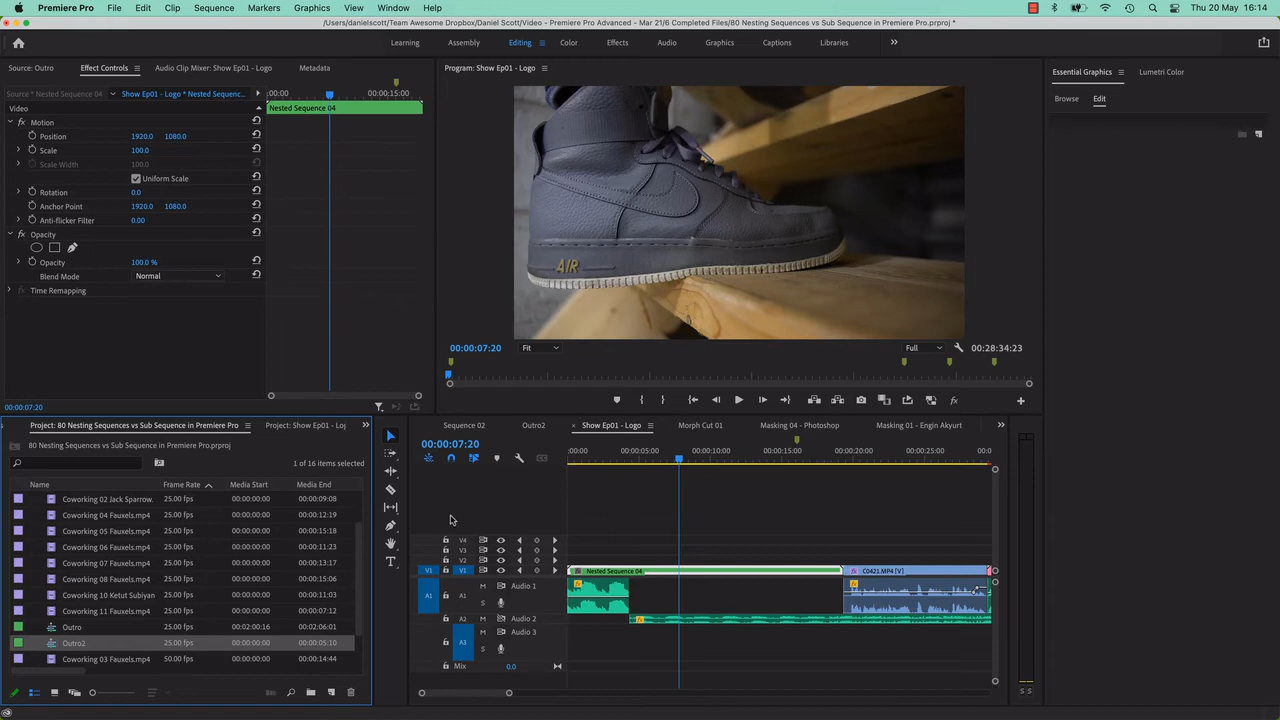 Premiere Pro File Edit Clip Sequence Markers Graphics View Window Help Thu 20 May 16:14
/Users/danielscott/Team Awesome Dropbox/Daniel Scott/Video - Premiere Pro Advanced - Mar 21/6 Completed Files/80 Nesting Sequences vs Sub Sequence in Premiere Pro.prproj *
Learning Assembly Editing Color Effects Audio Graphics Captions Libraries
Source: Outro Effect Controls Audio Clip Mixer: Show Ep01 - Logo Metadata
Program: Show Ep01 - Logo
Essential Graphics Lumetri Color
Source * Nested Sequence 04 Show Ep01 - Logo * Nested Sequenc... :00:00 00:00:15:00
Browse Edit
Video Nested Sequence 04
fx Motion
Position 1920.0 1080.0
Scale 100.0
Scale Width 100.0
Uniform Scale
Rotation 0.0
Anchor Point 1920.0 1080.0
Anti-flicker Filter 0.00
fx Opacity
Opacity 100.0 %
Blend Mode Normal
fx Time Remapping
AIR
00:00:07:20 Fit Full 00:28:34:23
00:00:07:20
Project: 80 Nesting Sequences vs Sub Sequence in Premiere Pro Project: Show Ep01 - Loj
80 Nesting Sequences vs Sub Sequence in Premiere Pro.prproj
1 of 16 items selected
Name Frame Rate Media Start Media End
Coworking 02 Jack Sparrow. 25.00 fps 00:00:00:00 00:00:09:08
Coworking 04 Fauxels.mp4 25.00 fps 00:00:00:00 00:00:12:19
Coworking 05 Fauxels.mp4 25.00 fps 00:00:00:00 00:00:15:18
Coworking 06 Fauxels.mp4 25.00 fps 00:00:00:00 00:00:11:23
Coworking 07 Fauxels.mp4 25.00 fps 00:00:00:00 00:00:13:17
Coworking 08 Fauxels.mp4 25.00 fps 00:00:00:00 00:00:15:06
Coworking 10 Ketut Subiyan 25.00 fps 00:00:00:00 00:00:11:03
Coworking 11 Fauxels.mp4 25.00 fps 00:00:00:00 00:00:07:12
Outro 25.00 fps 00:02:00:16 00:02:06:01
Outro2 25.00 fps 00:00:00:00 00:00:05:10
Coworking 03 Fauxels.mp4 50.00 fps 00:00:00:00 00:00:14:44
Sequence 02 Outro2 × Show Ep01 - Logo Morph Cut 01 Masking 04 - Photoshop Masking 01 - Engin Akyurt
00:00:07:20
:00:00 00:00:05:00 00:00:10:00 00:00:15:00 00:00:20:00 00:00:25:00 00:0
V4
V3
V2
V1 V1 Nested Sequence 04 C0421.MP4 [V]
A1 A1 M S Audio 1 fx fx
A2 M Audio 2 fx
A3 M S Audio 3
Mix 0.0
S S